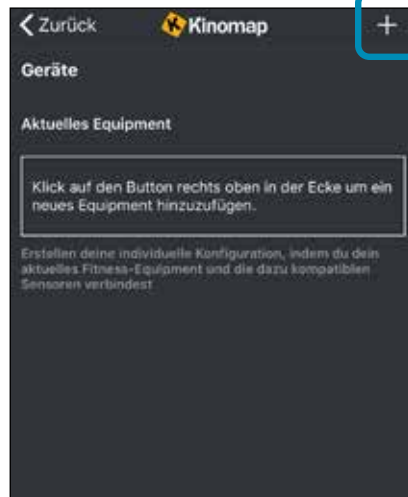 Zurück Kinomap +
Geräte
Aktuelles Equipment
Klick auf den Button rechts oben in der Ecke um ein
neues Equipment hinzuzufügen.
Erstellen deine individuelle Konfiguration, indem du dein
aktuelles Fitness-Equipment und die dazu kompatiblen
Sensoren verbindest